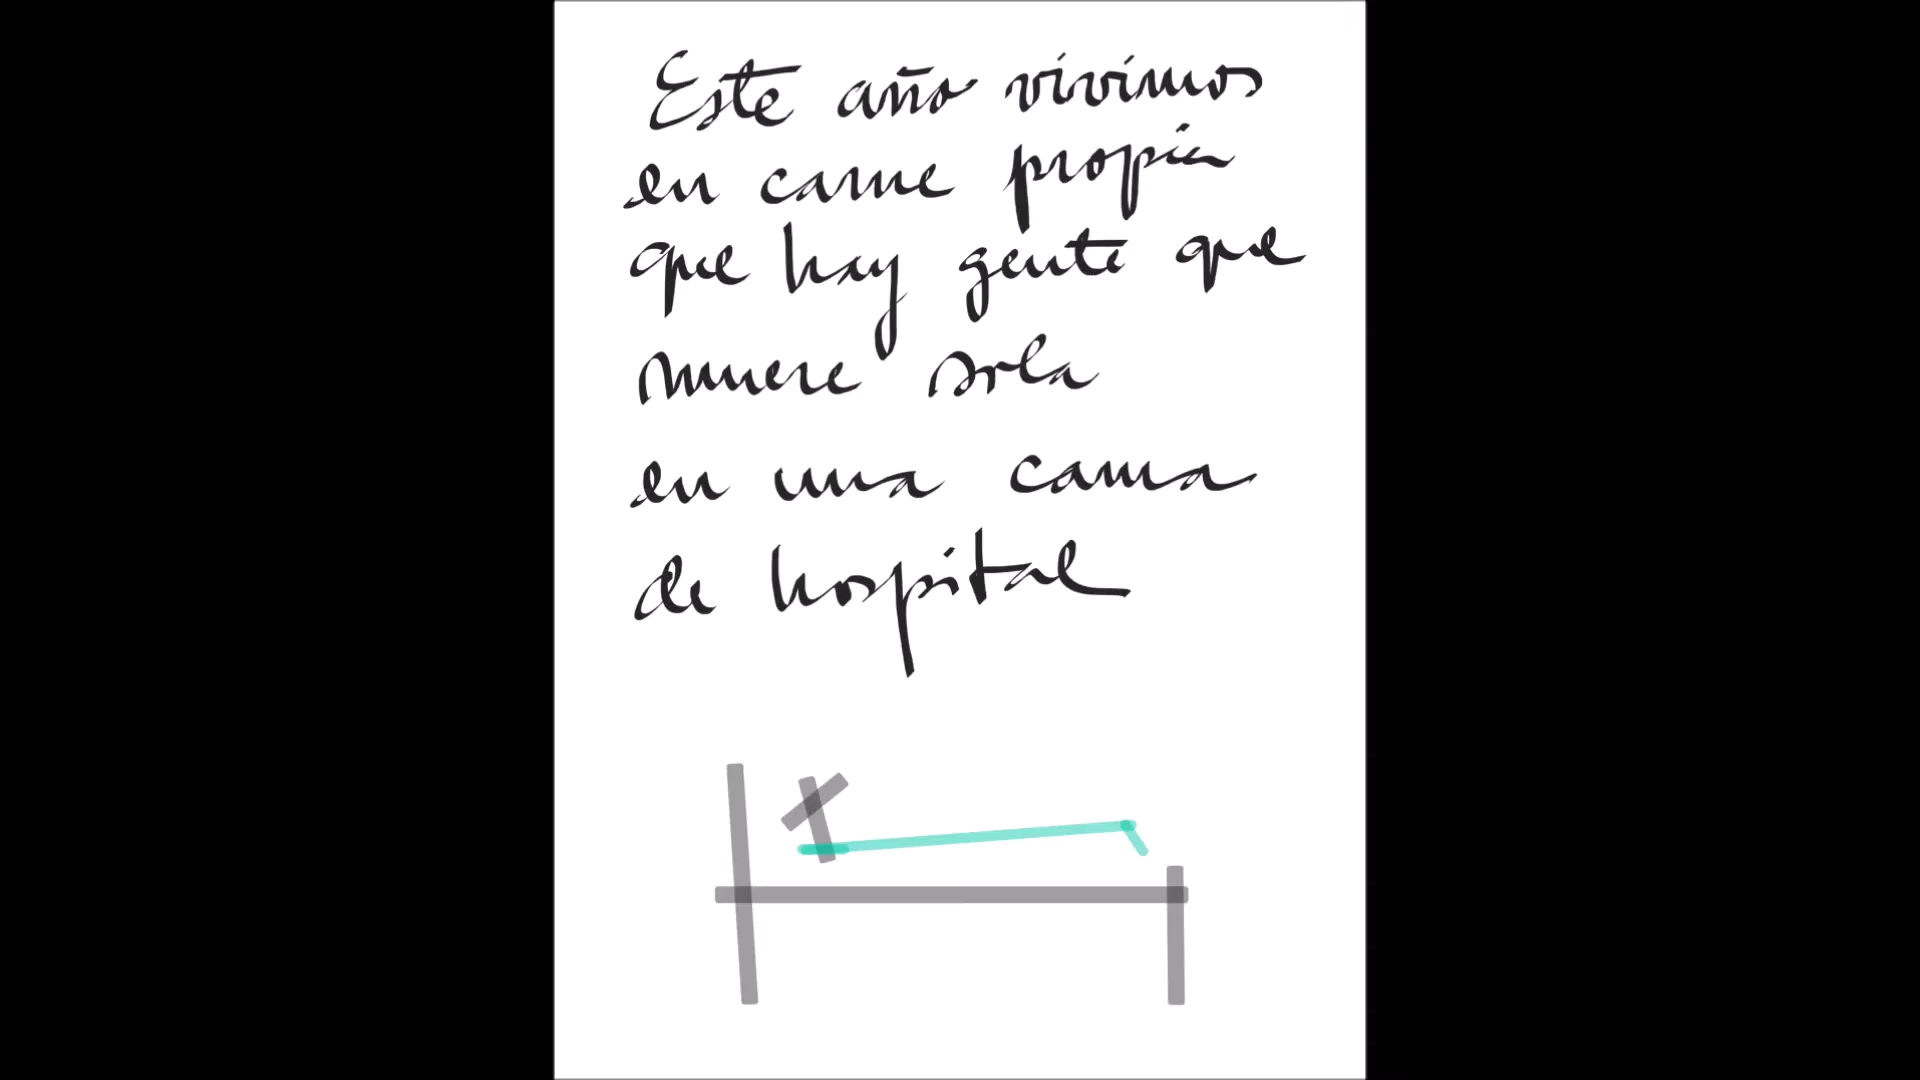 Este año vivimos
en carne propia
que hay gente que
muere sola
en una cama
de hospital